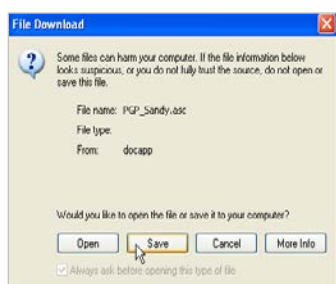 File Download
Some files can harm your computer. If the file information below
looks suspicious, or you do not fully trust the source, do not open or
save this file.
File name: PGP_Sandy.asc
File type:
From: docapp
Would you like to open the file or save it to your computer?
Open Save Cancel More Info
Always ask before opening this type of file